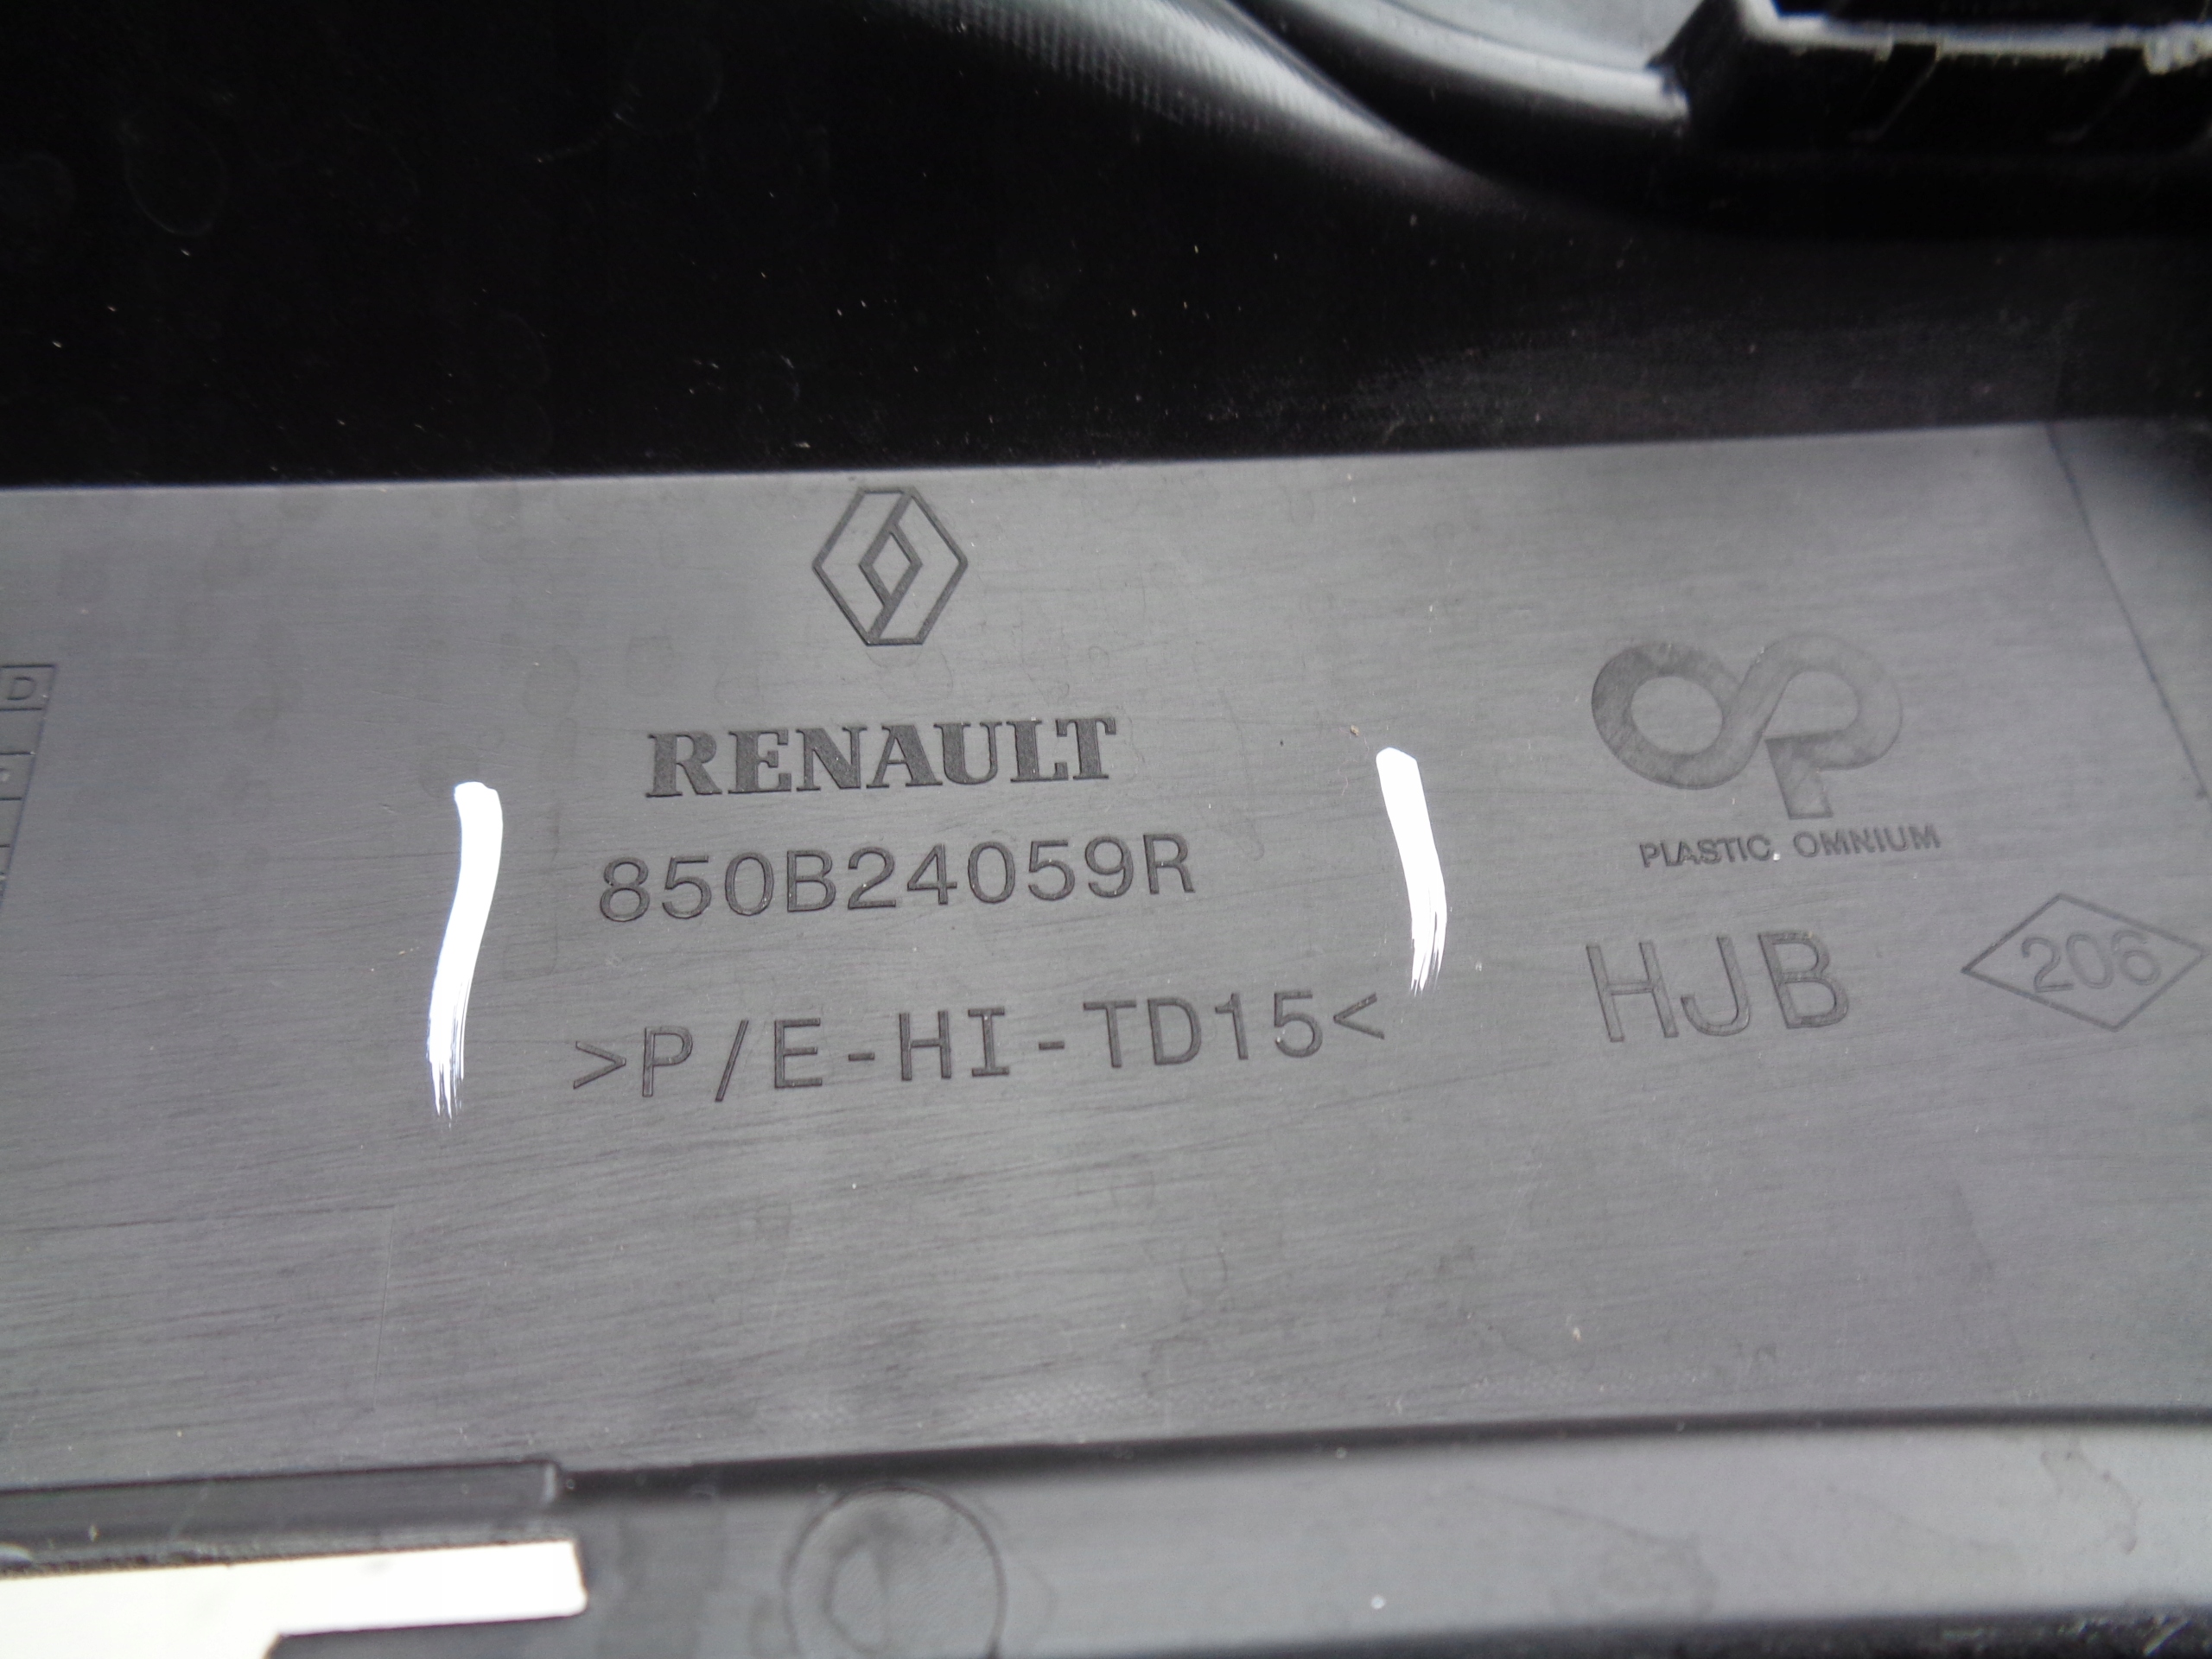 D
RENAULT
850B24059R
>P/E-HI-TD15<
PLASTIC OMNIUM
HJB
206